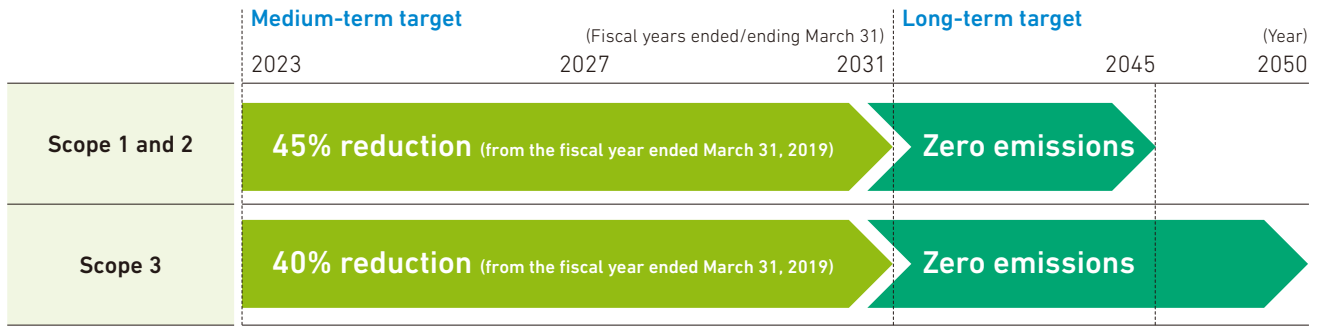 Medium-term target
Long-term target
(Fiscal years ended/ending March 31)
(Year)
2023 2027 2031 2045 2050
Scope 1 and 2
45% reduction (from the fiscal year ended March 31, 2019)
Zero emissions
Scope 3
40% reduction (from the fiscal year ended March 31, 2019)
Zero emissions